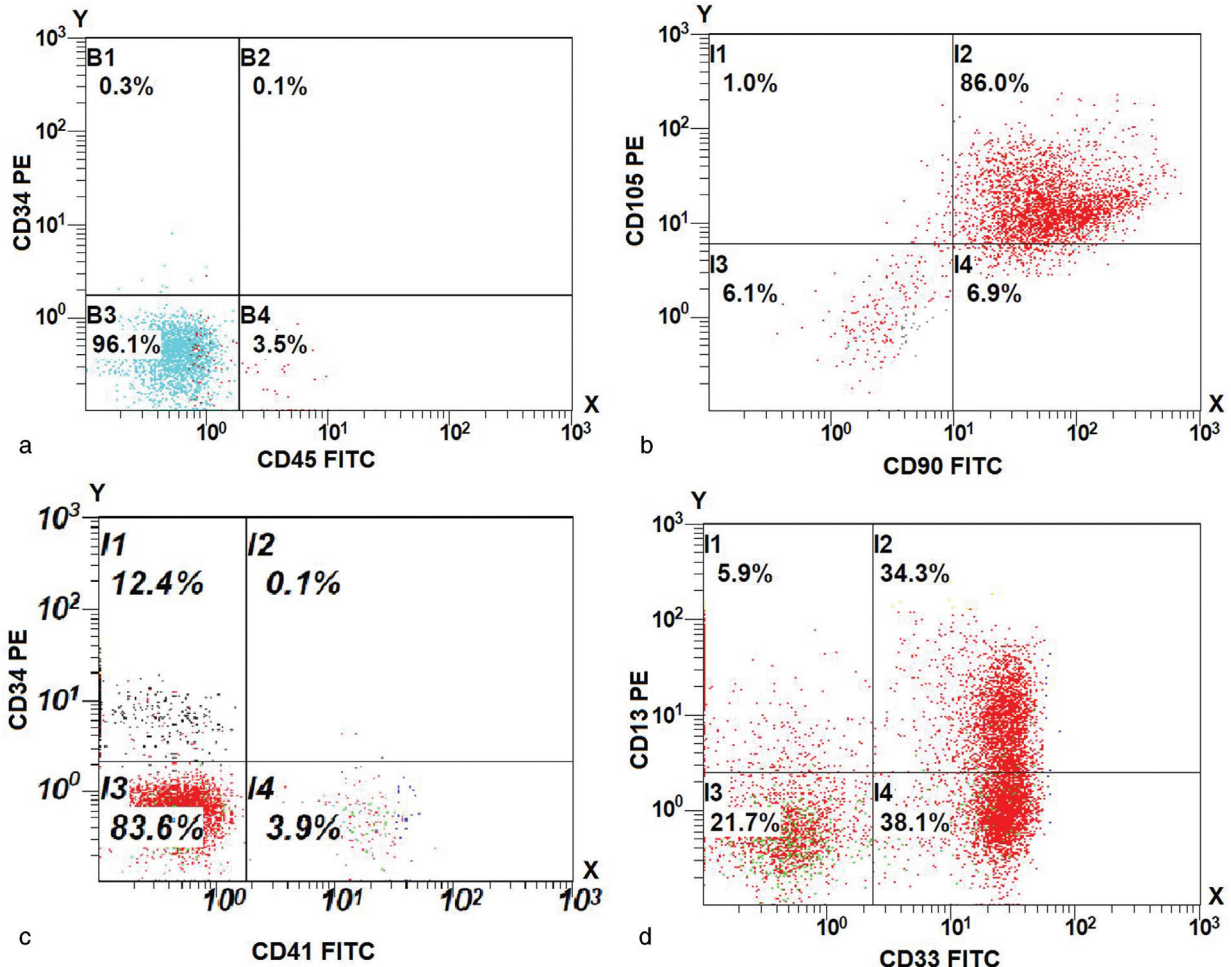 Y
10³
B1
0.3%
B2
0.1%
10²
CD34 PE
10¹
10⁰
B3
96.1%
B4
3.5%
X
10⁰
10¹
10²
10³
CD45 FITC
a
Y
10³
I1
1.0%
I2
86.0%
10²
CD105 PE
10¹
I3
6.1%
I4
6.9%
10⁰
X
10⁰
10¹
10²
10³
CD90 FITC
b
Y
10³
I1
12.4%
I2
0.1%
10²
CD34 PE
10¹
10⁰
I3
83.6%
I4
3.9%
X
10⁰
10¹
10²
10³
CD41 FITC
c
Y
10³
I1
5.9%
I2
34.3%
10²
CD13 PE
10¹
I3
21.7%
I4
38.1%
10⁰
X
10⁰
10¹
10²
10³
CD33 FITC
d